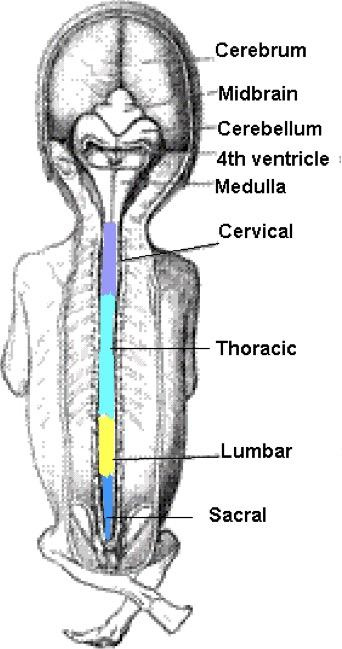 Cerebrum
Midbrain
Cerebellum
4th ventricle
Medulla
Cervical
Thoracic
Lumbar
Sacral